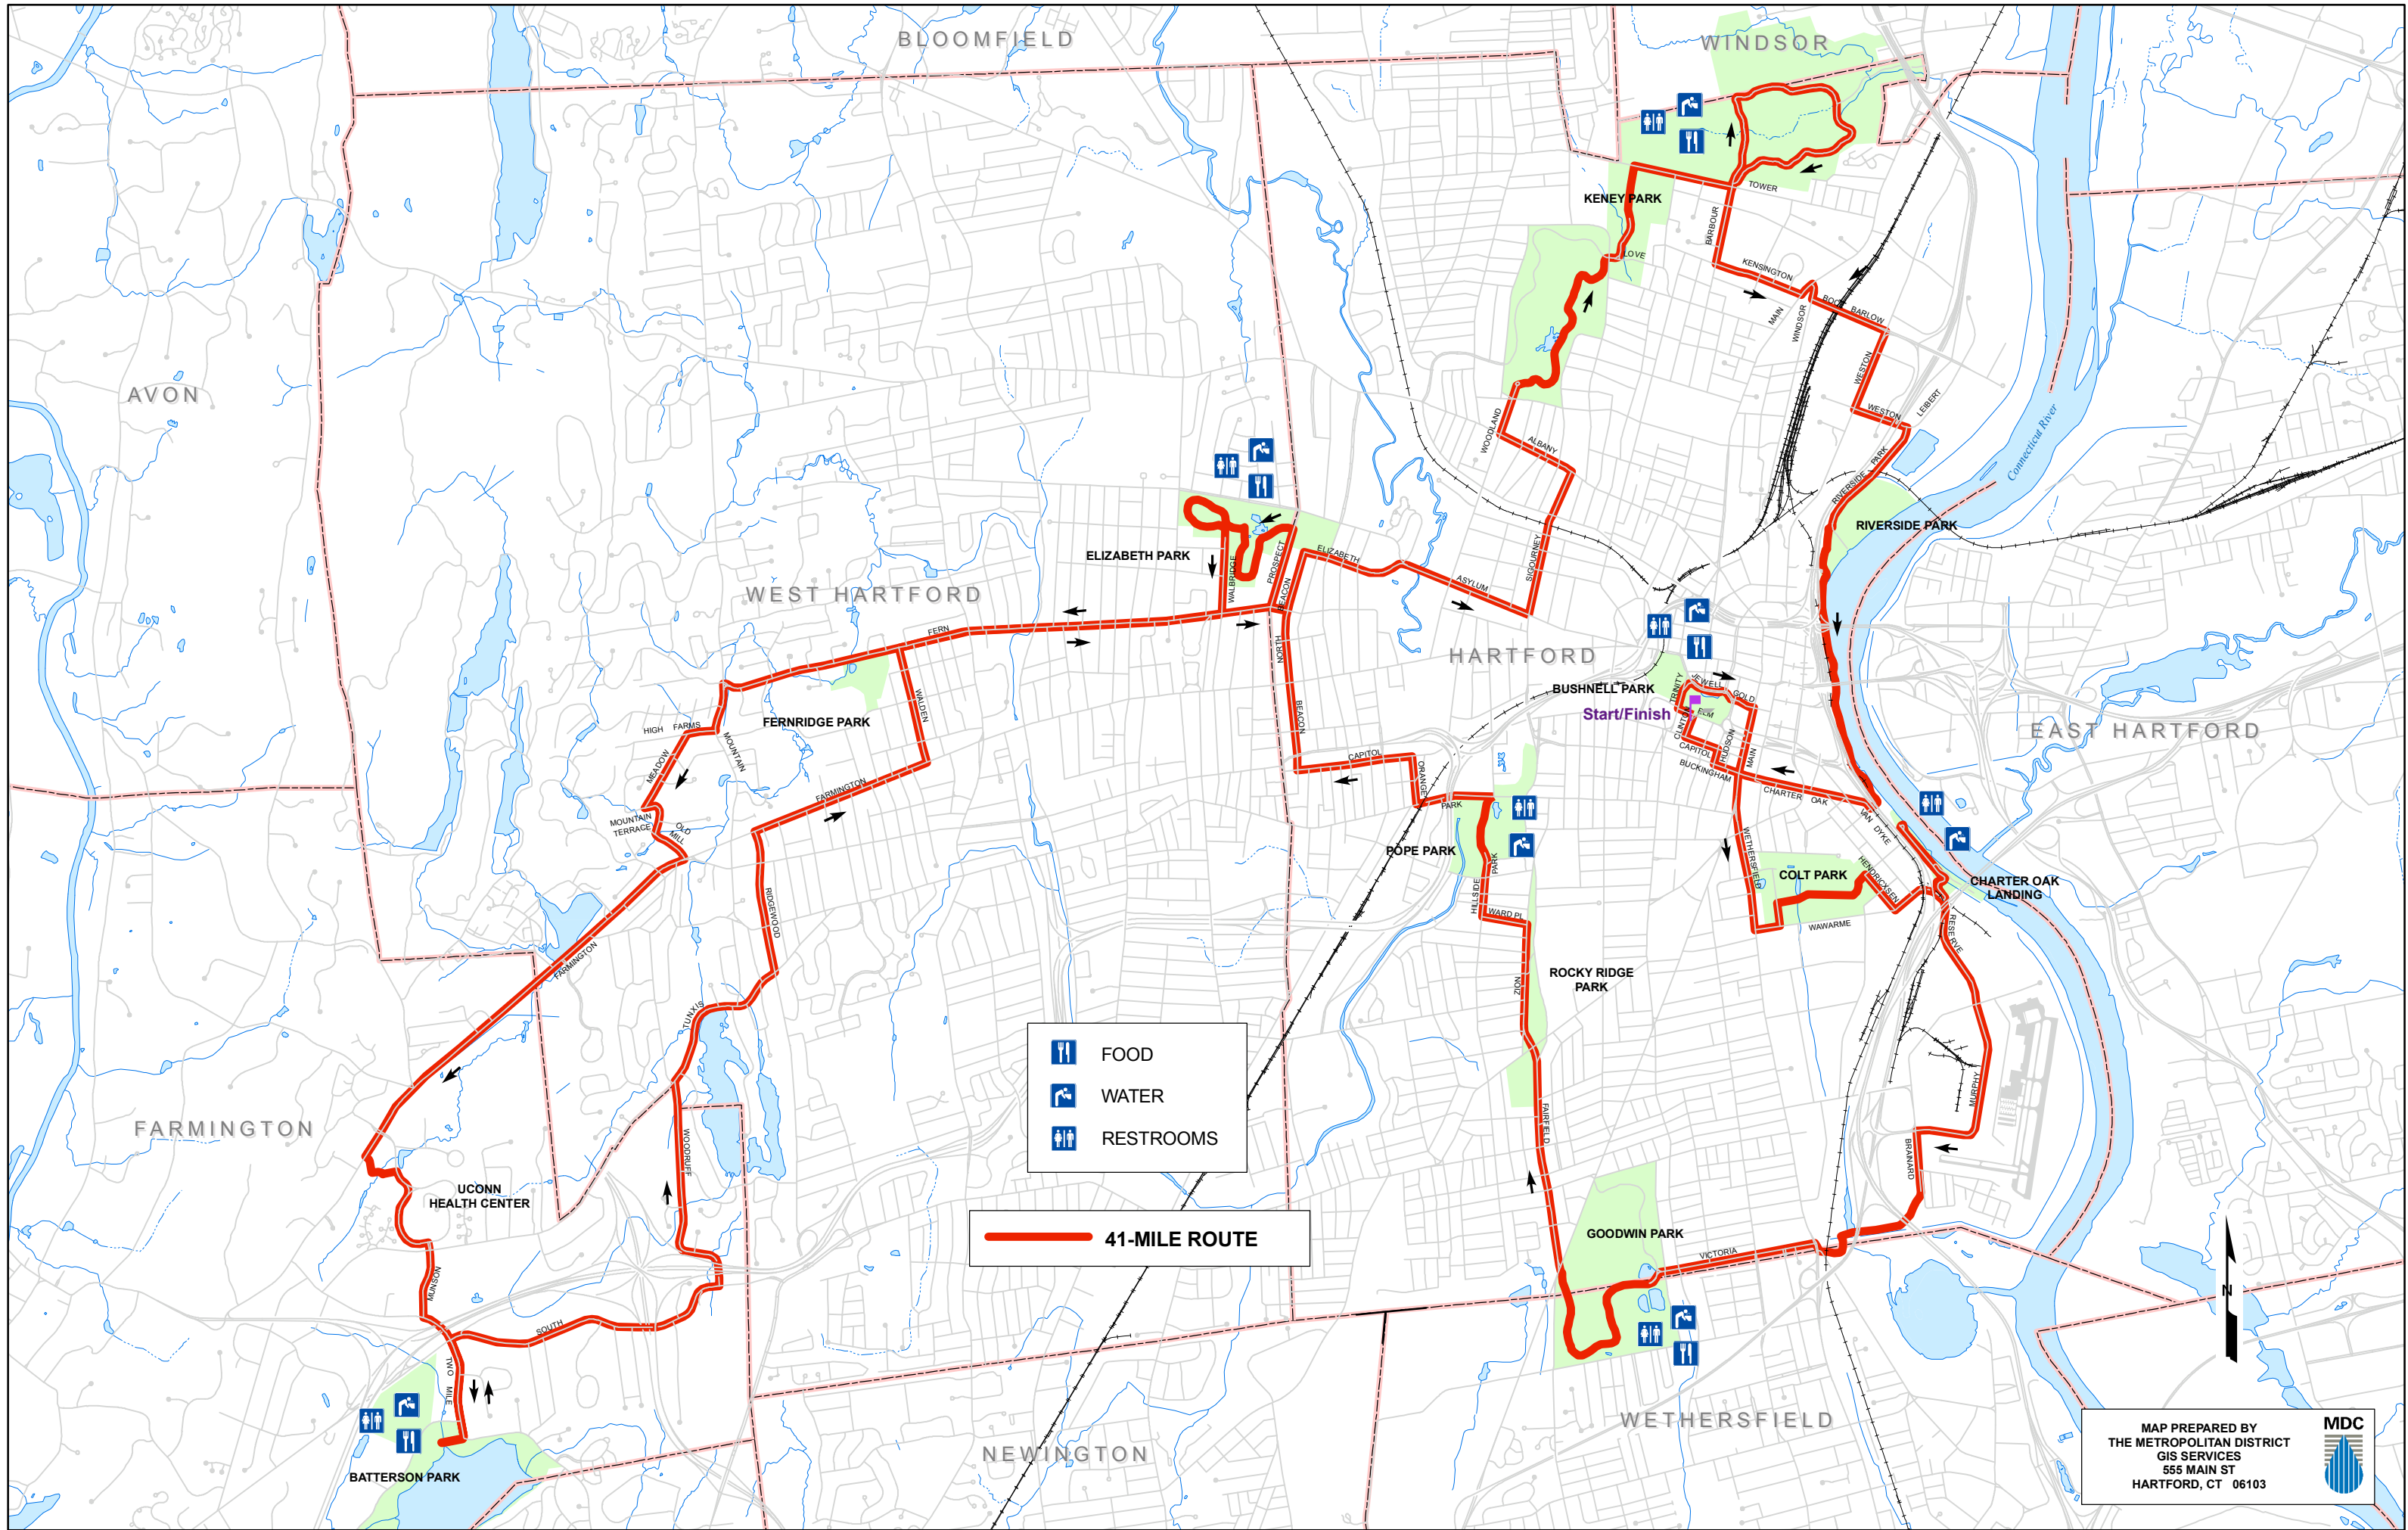 BLOOMFIELD
WINDSOR
TOWER
KENEY PARK
BARBOUR
LOVE
KENSINGTON
MAIN
WINDSOR
BARLOW
AVON
WESTON
WESTON
LEIBERT
WOODLAND
ALBANY
Connecticut River
RIVERSIDE PARK
RIVERSIDE PARK
ELIZABETH PARK
WALBRIDGE
PROSPECT
BEACON
ELIZABETH
ASYLUM
SIGOURNEY
WEST HARTFORD
FERN
NORTH
HARTFORD
BUSHNELL PARK
TRINITY
JEWELL
GOLD
Start/Finish
ELM
CLINTON
CAPITOL
HUDSON
MAIN
BUCKINGHAM
EAST HARTFORD
FERNRIDGE PARK
WALDEN
HIGH FARMS
MOUNTAIN
MEADOW
BEACON
CAPITOL
ORANGE
PARK
CHARTER OAK
VAN DYKE
FARMINGTON
MOUNTAIN
TERRACE
OLD
MILL
POPE PARK
PARK
HILLSIDE
WARD PL
WETHERSFIELD
COLT PARK
HENDRICXSEN
CHARTER OAK
LANDING
WAWARME
RESERVE
RIDGEWOOD
FARMINGTON
ROCKY RIDGE
PARK
ZION
TUNXIS
FOOD
WATER
RESTROOMS
MURPHY
FAIRFIELD
BRAINARD
FARMINGTON
WOODRUFF
UCONN
HEALTH CENTER
41-MILE ROUTE
GOODWIN PARK
VICTORIA
MUNSON
SOUTH
N
TWO MILE
WETHERSFIELD
NEWINGTON
BATTERSON PARK
MAP PREPARED BY
THE METROPOLITAN DISTRICT
GIS SERVICES
555 MAIN ST
HARTFORD, CT 06103
MDC